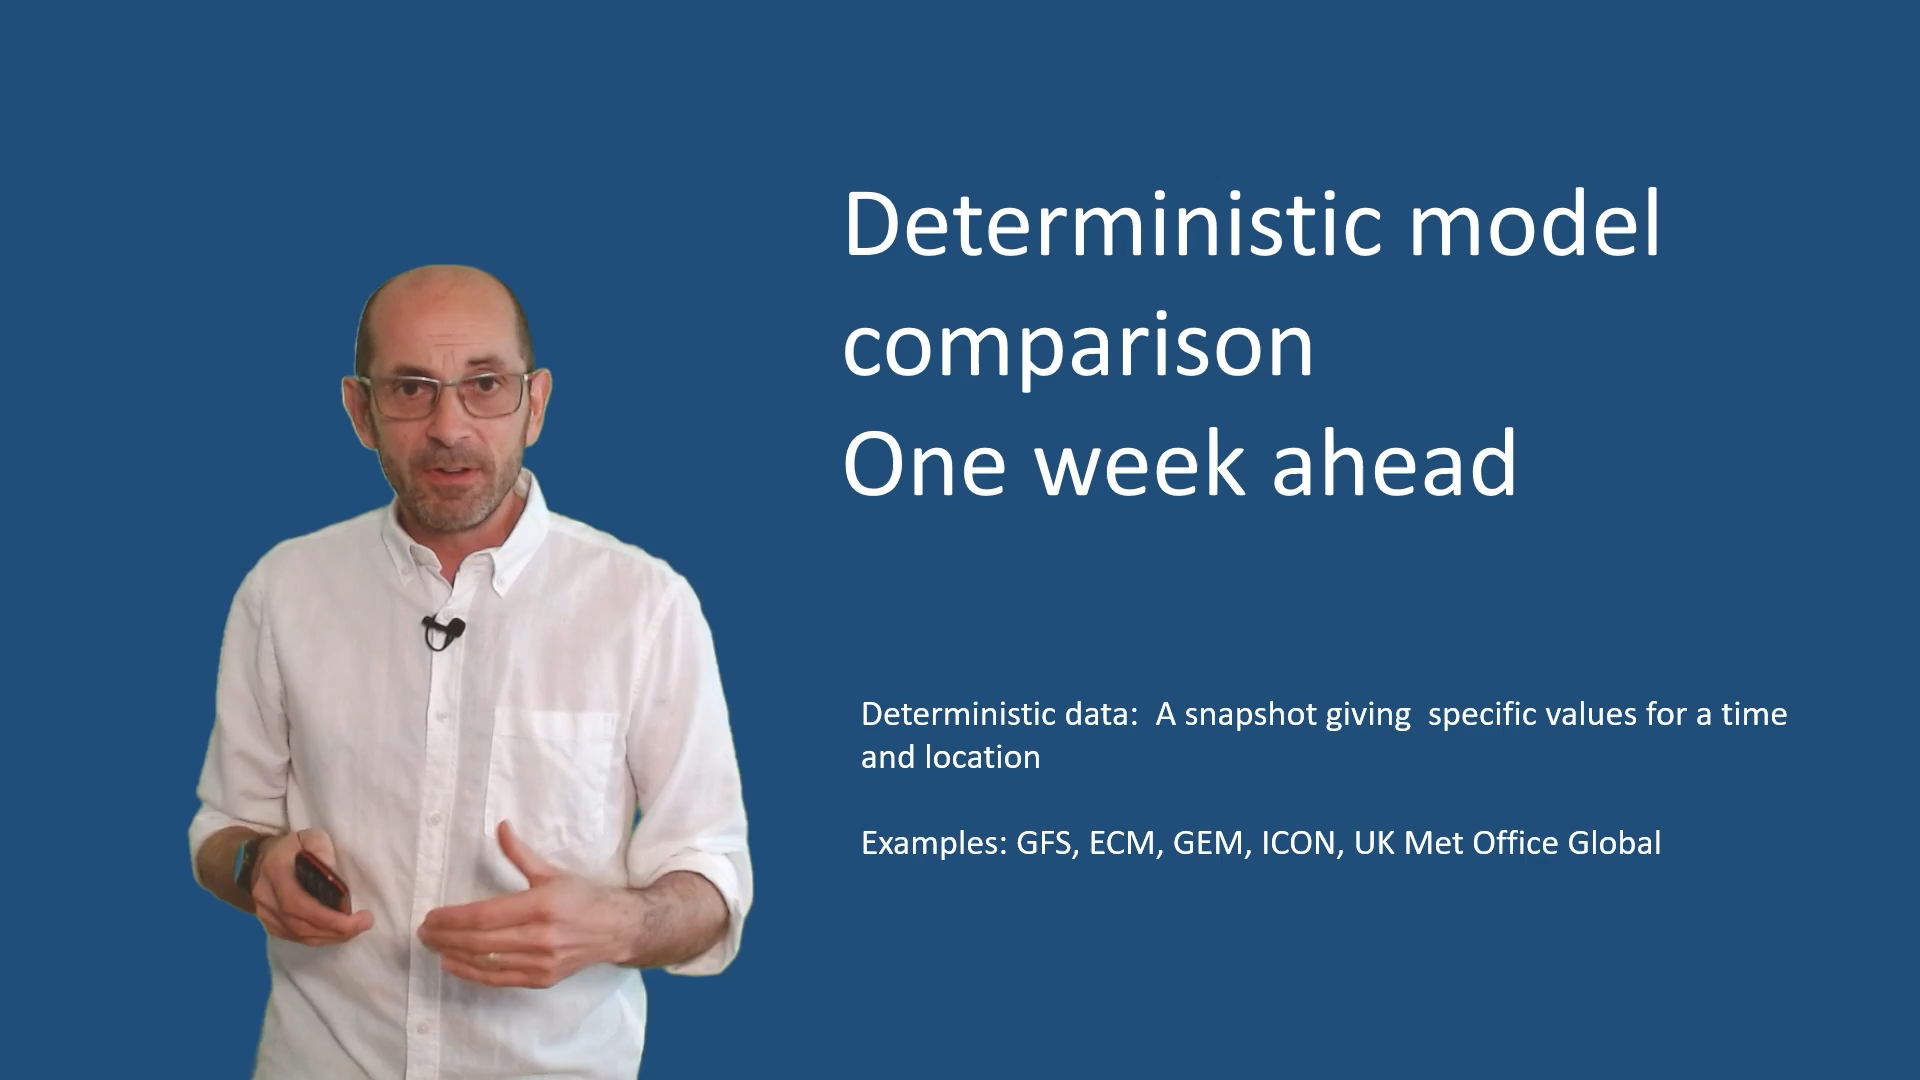 Deterministic model
comparison
One week ahead
Deterministic data:  A snapshot giving  specific values for a time
and location
Examples: GFS, ECM, GEM, ICON, UK Met Office Global